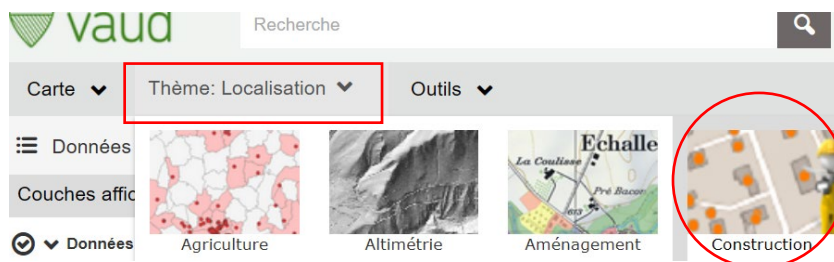 vaud Recherche
Carte Thème: Localisation Outils
Données
Echalle
La Coulisse
Pré Bacon
613
Couches affic
Données
Agriculture Altimétrie Aménagement Construction